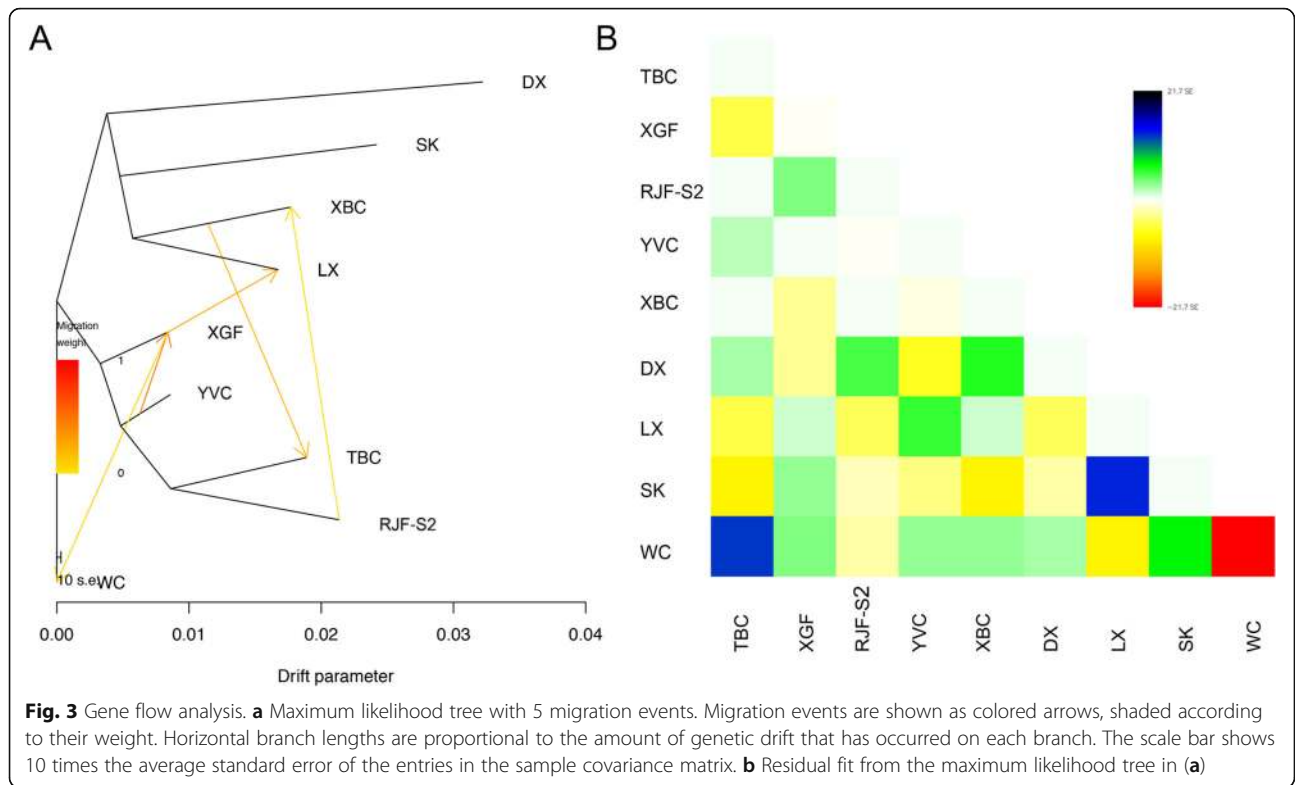 A
DX
SK
XBC
LX
XGF
Migration
weight
1
YVC
0
TBC
RJF-S2
10 s.e.
WC
0.00 0.01 0.02 0.03 0.04
Drift parameter
B
TBC
XGF
RJF-S2
YVC
XBC
DX
LX
SK
WC
21.7 SE
−21.7 SE
TBC XGF RJF-S2 YVC XBC DX LX SK WC
Fig. 3 Gene flow analysis. a Maximum likelihood tree with 5 migration events. Migration events are shown as colored arrows, shaded according
to their weight. Horizontal branch lengths are proportional to the amount of genetic drift that has occurred on each branch. The scale bar shows
10 times the average standard error of the entries in the sample covariance matrix. b Residual fit from the maximum likelihood tree in (a)